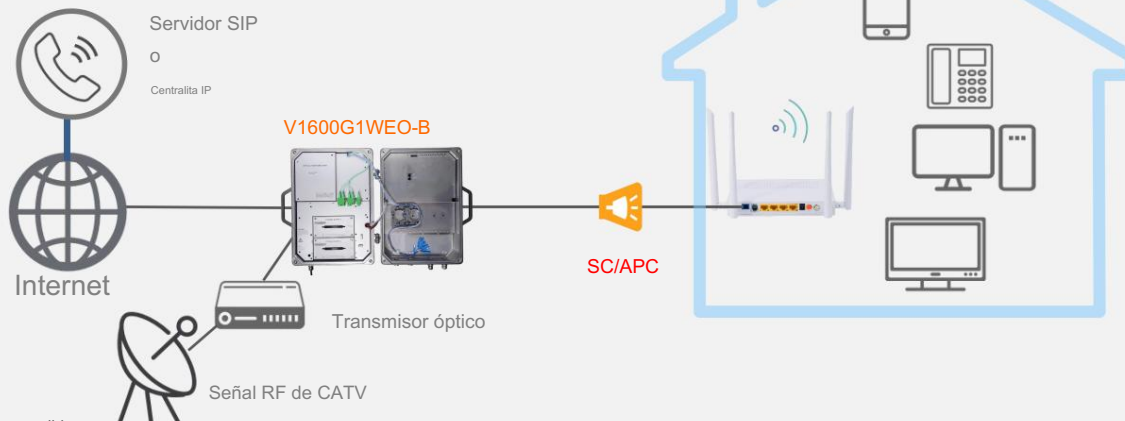 Servidor SIP
o
Centralita IP
V1600G1WEO-B
SC/APC
Internet
Transmisor óptico
Señal RF de CATV